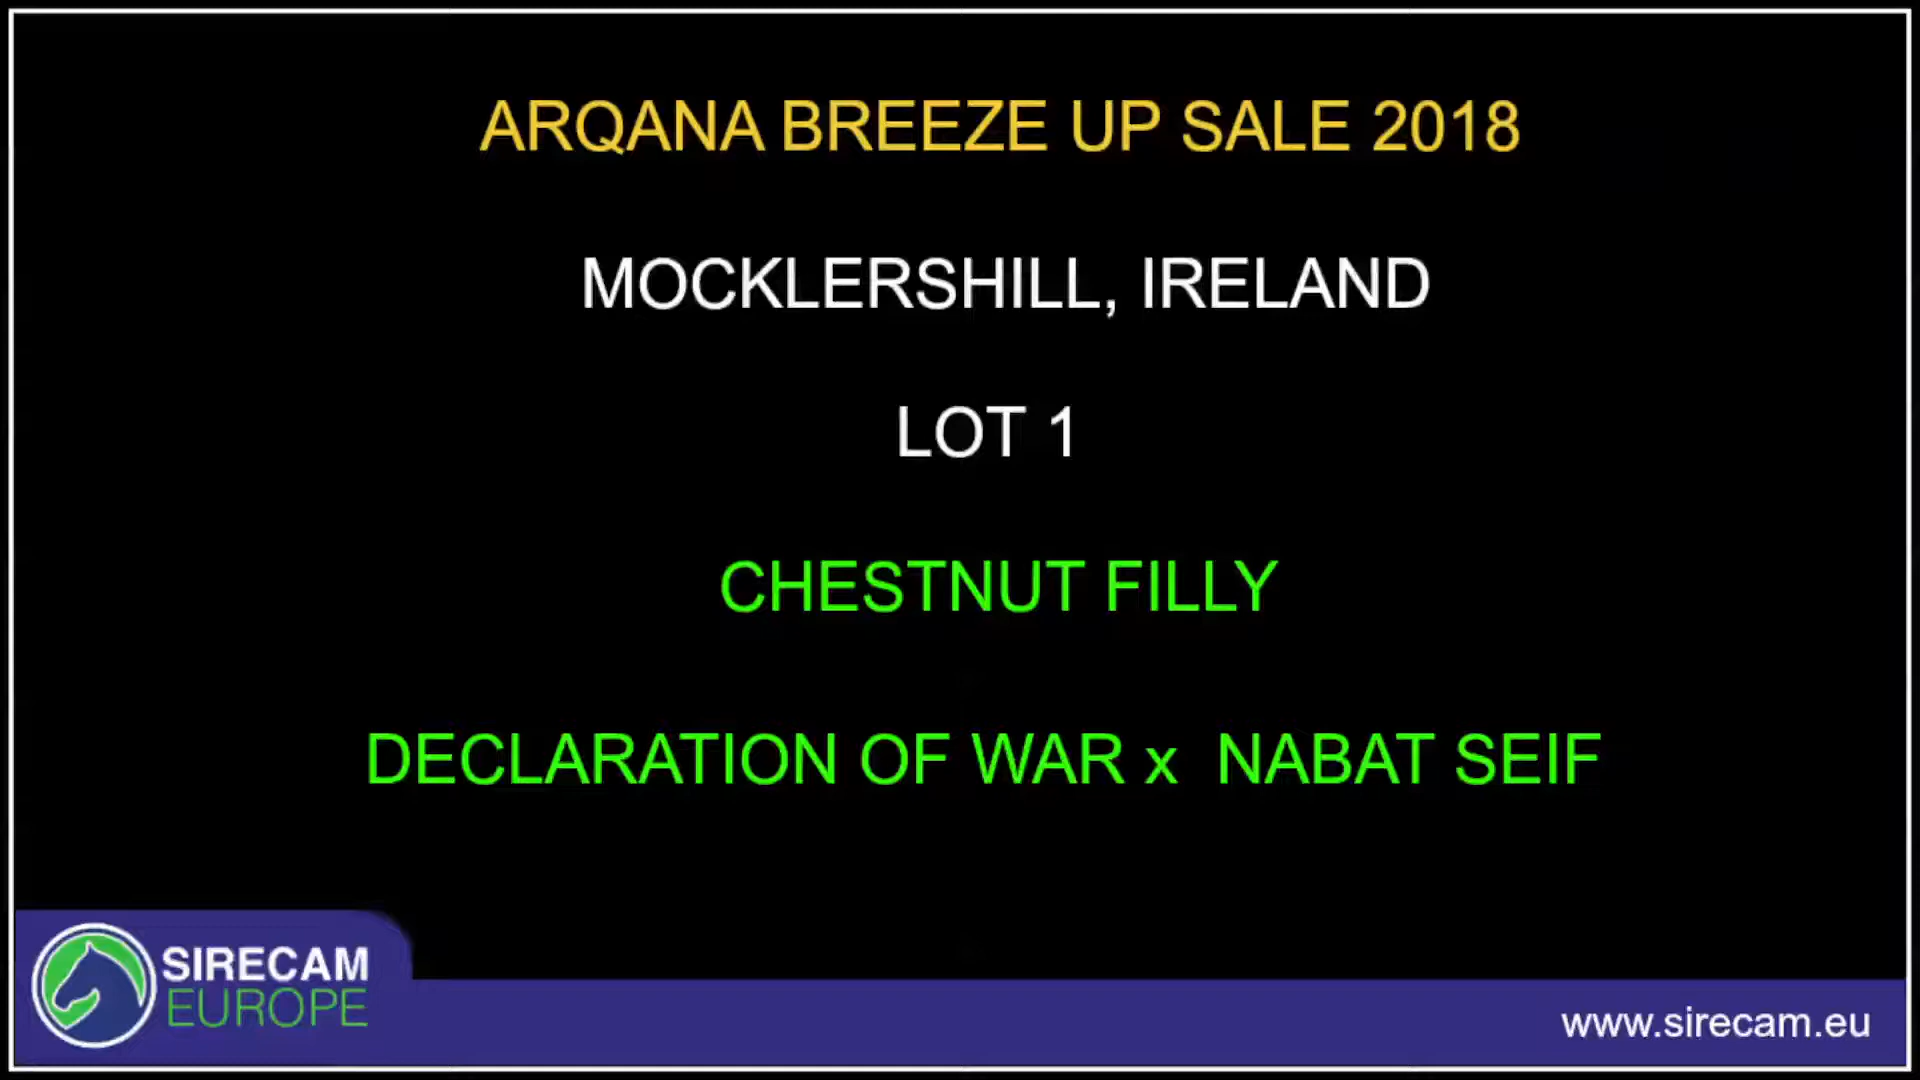 ARQANA BREEZE UP SALE 2018
MOCKLERSHILL, IRELAND
LOT 1
CHESTNUT FILLY
DECLARATION OF WAR x  NABAT SEIF
SIRECAM
EUROPE
www.sirecam.eu